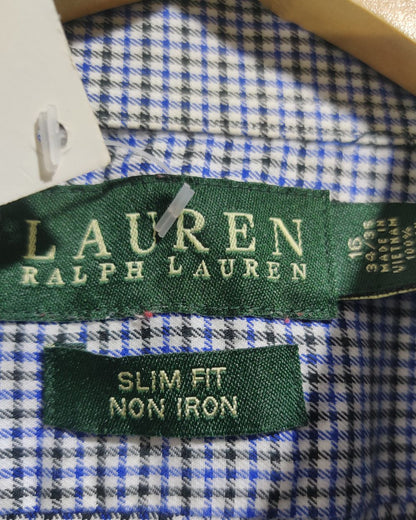 LAUREN
RALPH LAUREN
16
34/35
MADE IN
VIETNAM
SLIM FIT
NON IRON